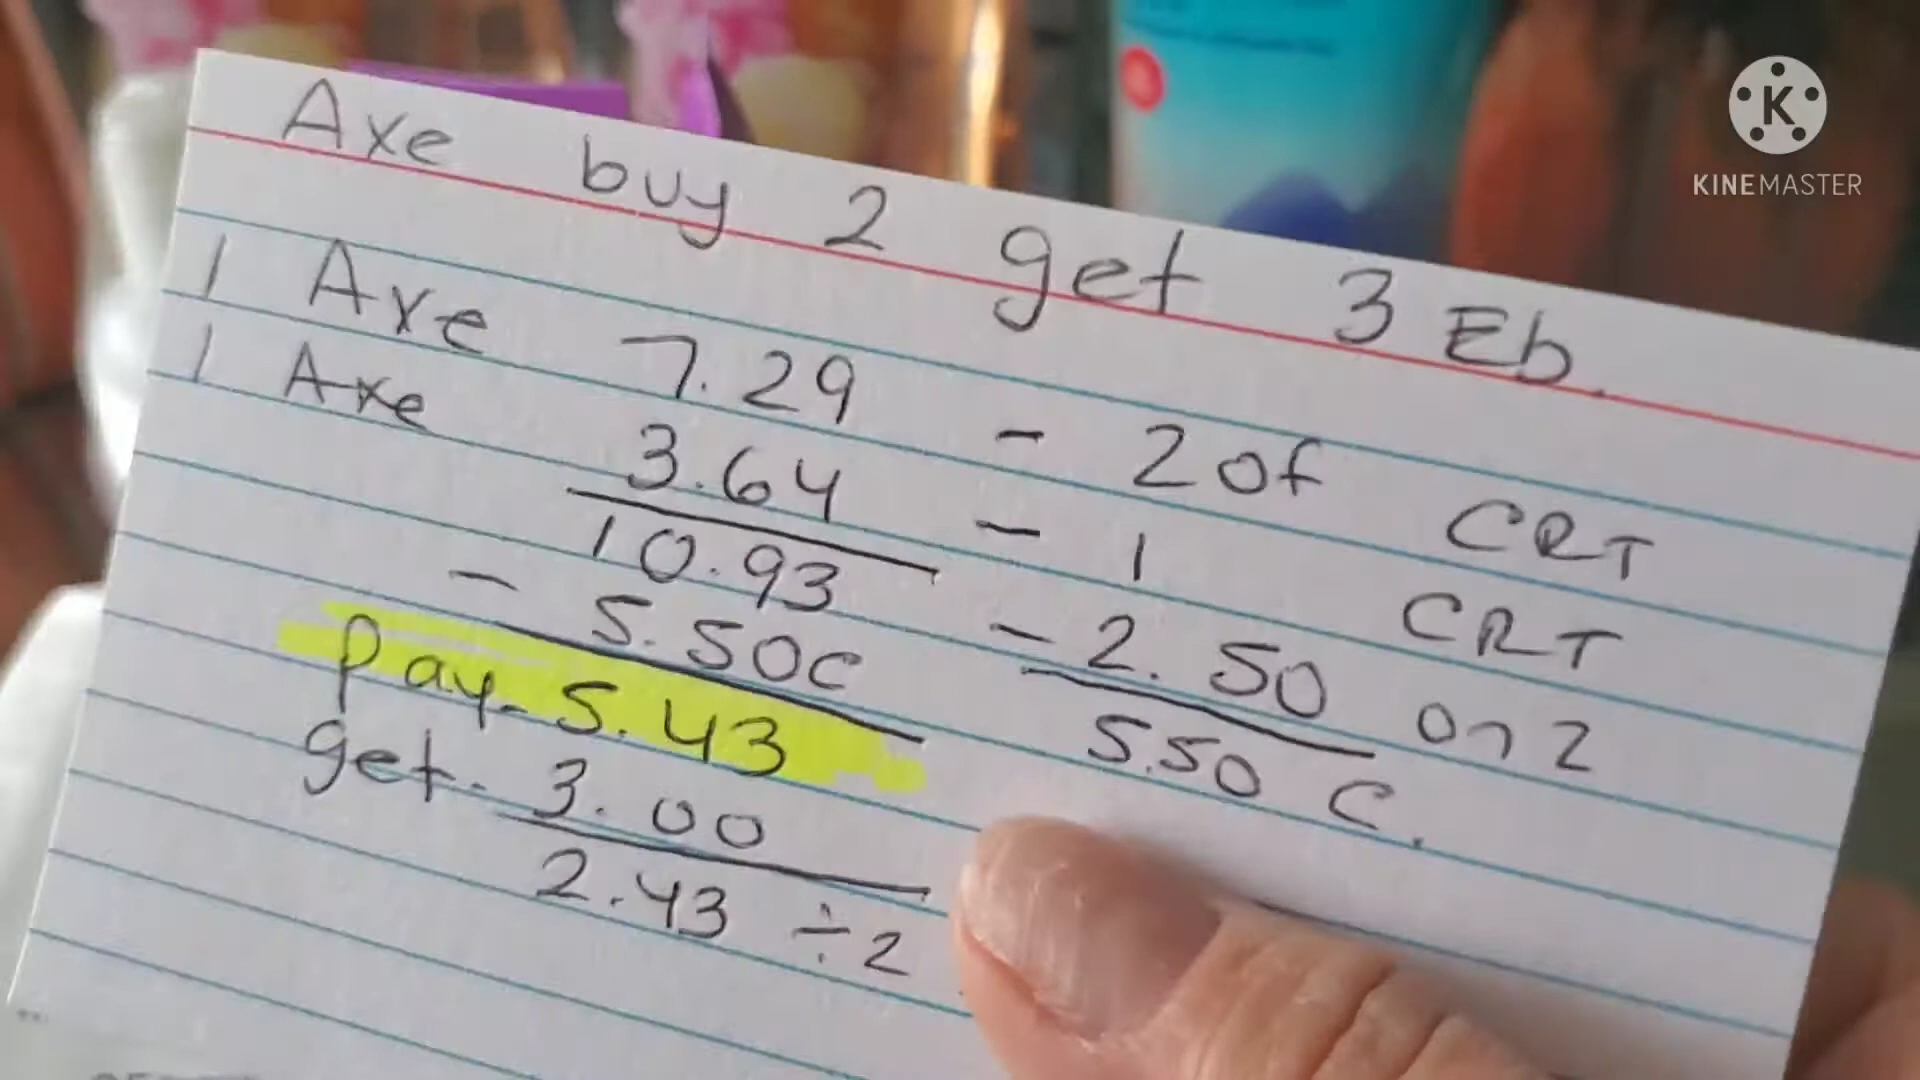 KINEMASTER
Axe buy 2 get 3 Eb.
1 Axe 7.29 - 2 of CRT
1 Axe 3.64 - 1 CRT
10.93 - 2.50 on 2
- 5.50c 5.50 C.
pay - 5.43
get - 3.00
2.43 ÷ 2